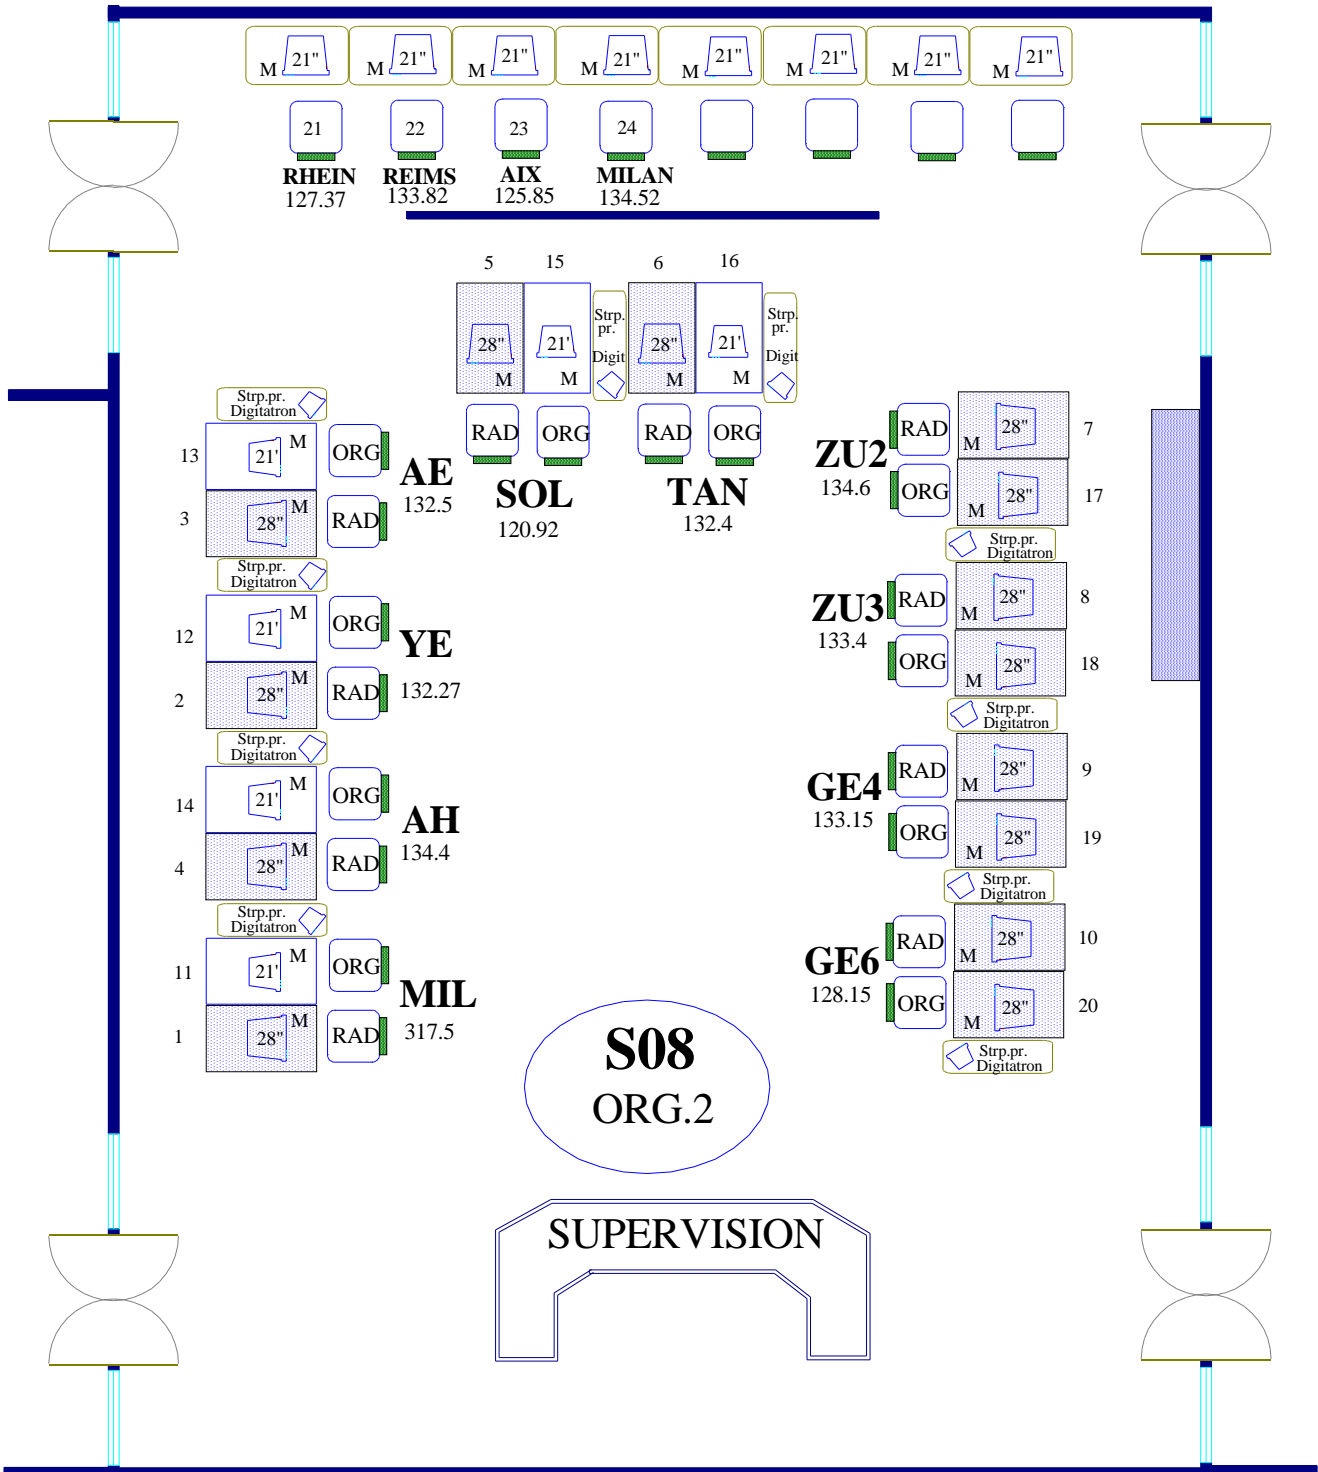 21" 21" 21" 21" 21" 21" 21" 21"
M M M M M M M M
21 22 23 24
RHEIN REIMS AIX MILAN
127.37 133.82 125.85 134.52
5 15 6 16
28" 21' Strp. pr. Digit 28" 21' Strp. pr. Digit
M M M M
RAD ORG RAD ORG
SOL TAN
120.92 132.4
Strp.pr.
Digitatron
13 21' M ORG
AE
132.5
3 28" M RAD
Strp.pr.
Digitatron
12 21' M ORG
YE
132.27
2 28" M RAD
Strp.pr.
Digitatron
14 21' M ORG
AH
134.4
4 28" M RAD
Strp.pr.
Digitatron
11 21' M ORG
MIL
317.5
1 28" M RAD
RAD M 28" 7
ZU2
134.6
ORG M 28" 17
Strp.pr.
Digitatron
RAD M 28" 8
ZU3
133.4
ORG M 28" 18
Strp.pr.
Digitatron
RAD M 28" 9
GE4
133.15
ORG M 28" 19
Strp.pr.
Digitatron
RAD M 28" 10
GE6
128.15
ORG M 28" 20
Strp.pr.
Digitatron
S08
ORG.2
SUPERVISION